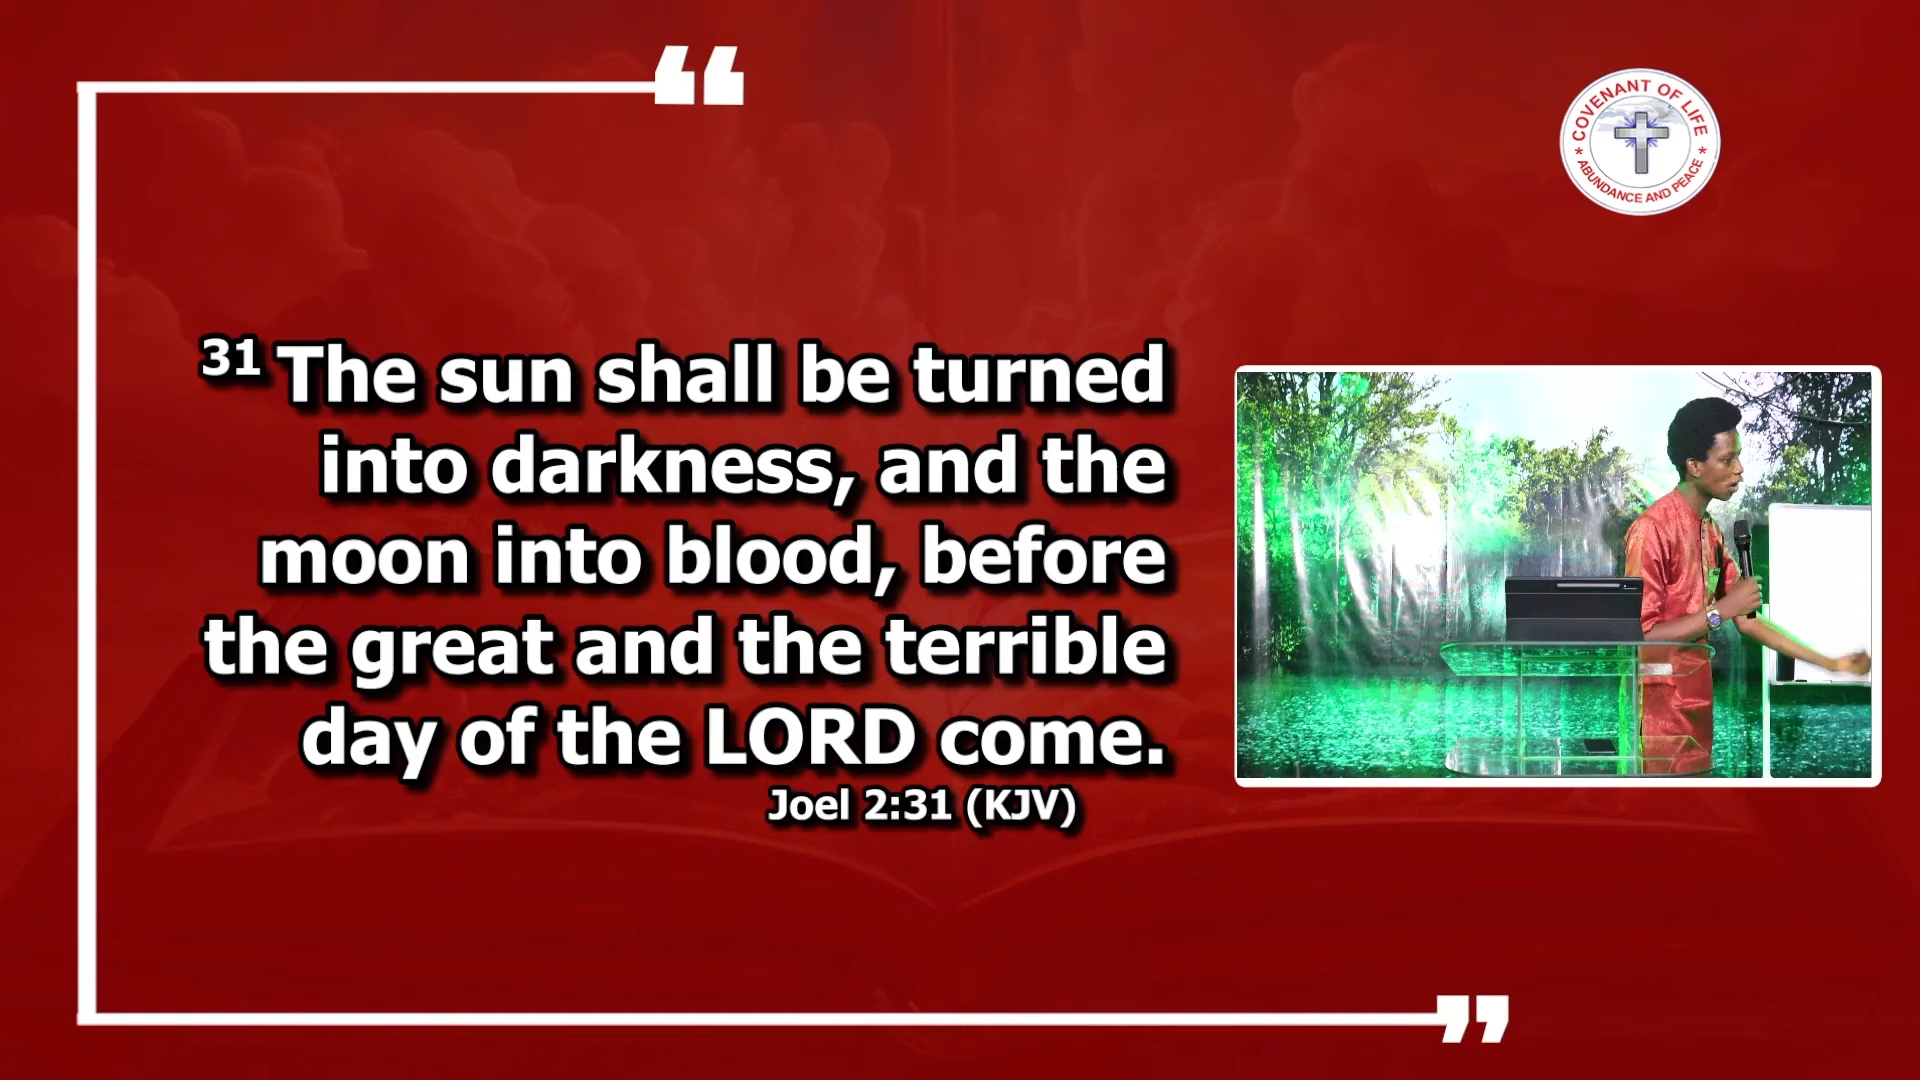 COVENANT OF LIFE
* ABUNDANCE AND PEACE *
31 The sun shall be turned
into darkness, and the
moon into blood, before
the great and the terrible
day of the LORD come.
Joel 2:31 (KJV)